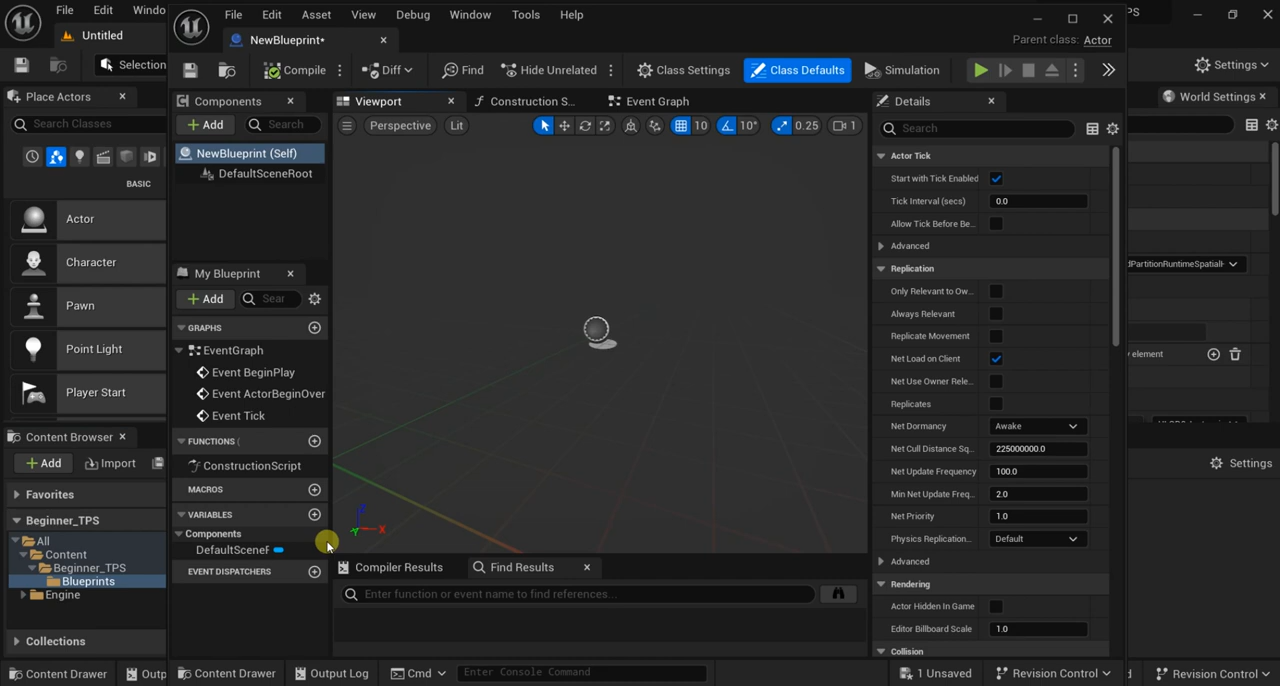 File Edit Windo
Untitled
Selection
Place Actors
Search Classes
BASIC
Actor
Character
Pawn
Point Light
Player Start
Content Browser
Add Import
Favorites
Beginner_TPS
All
Content
Beginner_TPS
Blueprints
Engine
Collections
Content Drawer Outp
File Edit Asset View Debug Window Tools Help
NewBlueprint*
Parent class: Actor
Compile Diff Find Hide Unrelated Class Settings Class Defaults Simulation
Components
Add Search
NewBlueprint (Self)
DefaultSceneRoot
My Blueprint
Add Sear
GRAPHS
EventGraph
Event BeginPlay
Event ActorBeginOver
Event Tick
FUNCTIONS (
ConstructionScript
MACROS
VARIABLES
Components
DefaultSceneF
EVENT DISPATCHERS
Viewport Construction S... Event Graph
Perspective Lit 10 10° 0.25 1
Z X Y
Compiler Results Find Results
Enter function or event name to find references...
Details
Search
Actor Tick
Start with Tick Enabled
Tick Interval (secs) 0.0
Allow Tick Before Be...
Advanced
Replication
Only Relevant to Ow...
Always Relevant
Replicate Movement
Net Load on Client
Net Use Owner Rele...
Replicates
Net Dormancy Awake
Net Cull Distance Sq... 225000000.0
Net Update Frequency 100.0
Min Net Update Freq... 2.0
Net Priority 1.0
Physics Replication... Default
Advanced
Rendering
Actor Hidden In Game
Editor Billboard Scale 1.0
Collision
Content Drawer Output Log Cmd Enter Console Command 1 Unsaved Revision Control
PS
Settings
World Settings
dPartitionRuntimeSpatialH
y element
Settings
d Revision Control